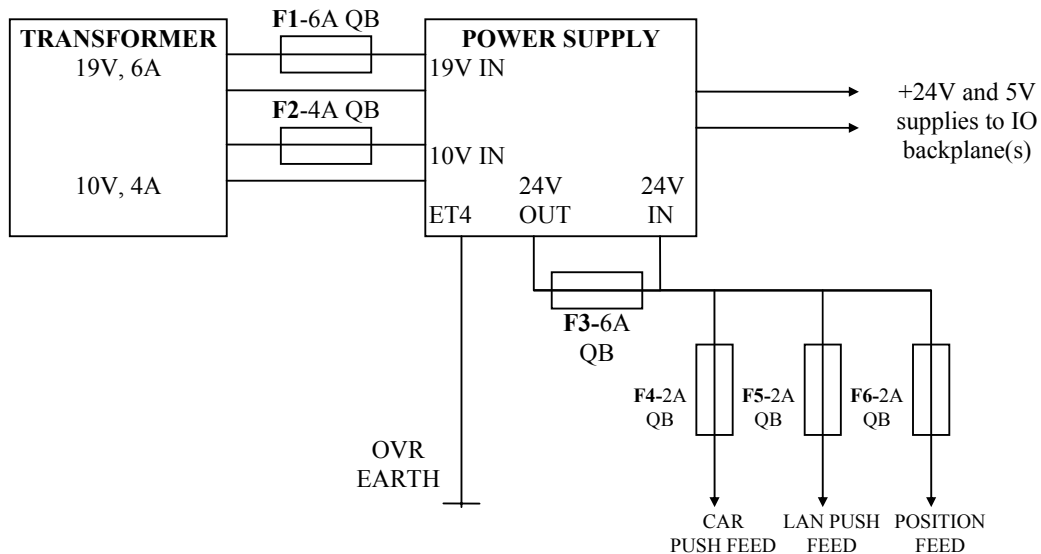 F1-6A QB
TRANSFORMER
19V, 6A
POWER SUPPLY
19V IN
F2-4A QB
10V IN
10V, 4A
24V
OUT
24V
IN
ET4
+24V and 5V
supplies to IO
backplane(s)
F3-6A
QB
F4-2A
QB
F5-2A
QB
F6-2A
QB
OVR
EARTH
CAR
PUSH FEED
LAN PUSH
FEED
POSITION
FEED